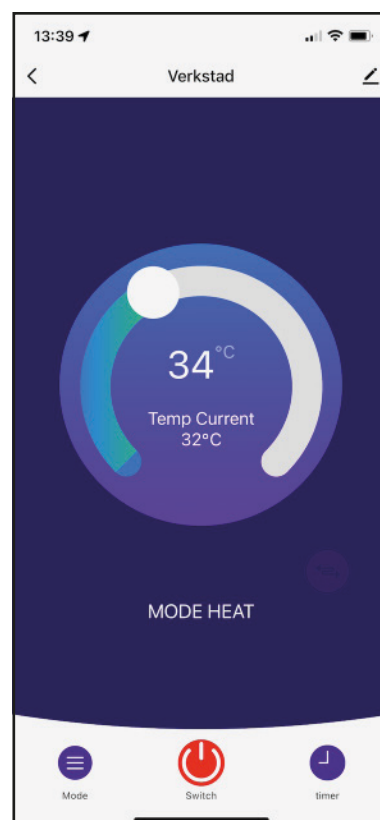 13:39
Verkstad
34°C
Temp Current
32°C
MODE HEAT
Mode
Switch
timer